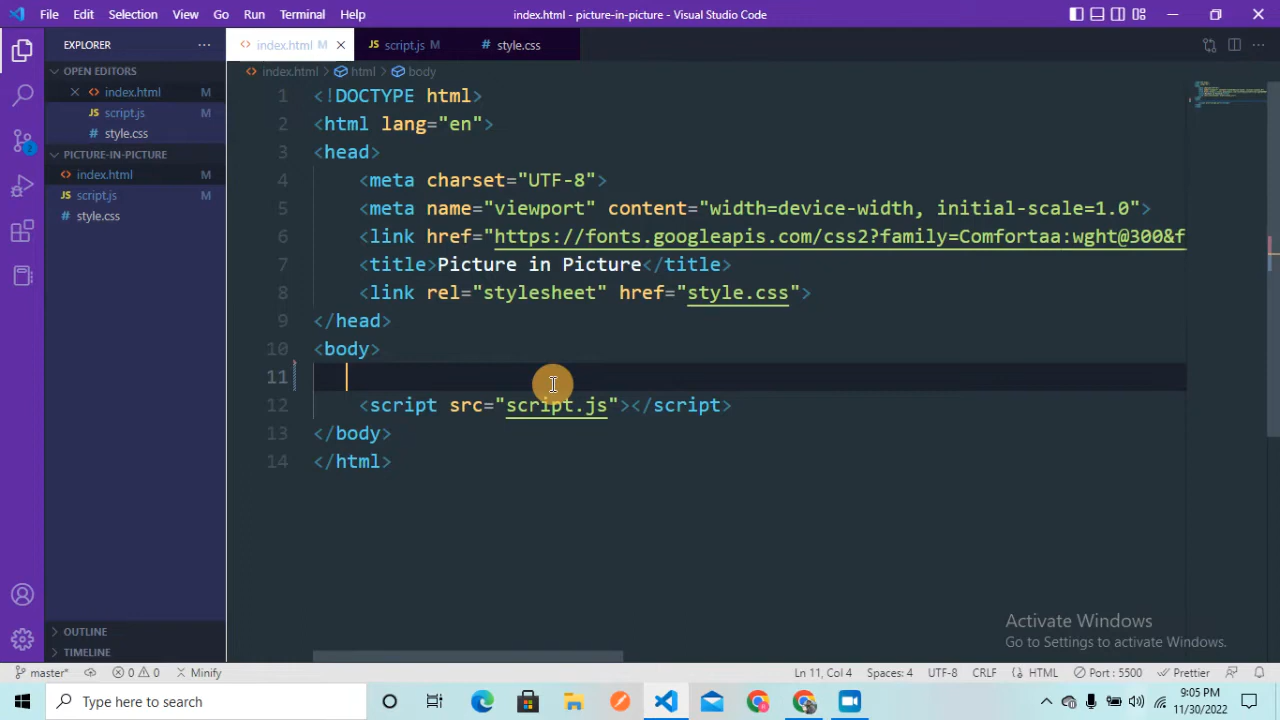 File Edit Selection View Go Run Terminal Help index.html - picture-in-picture - Visual Studio Code
EXPLORER
OPEN EDITORS
index.html M
JS script.js M
# style.css
PICTURE-IN-PICTURE
index.html M
JS script.js M
# style.css
OUTLINE
TIMELINE
index.html M JS script.js M # style.css
index.html > html > body
1 <!DOCTYPE html>
2 <html lang="en">
3 <head>
4 <meta charset="UTF-8">
5 <meta name="viewport" content="width=device-width, initial-scale=1.0">
6 <link href="https://fonts.googleapis.com/css2?family=Comfortaa:wght@300&f
7 <title>Picture in Picture</title>
8 <link rel="stylesheet" href="style.css">
9 </head>
10 <body>
11
12 <script src="script.js"></script>
13 </body>
14 </html>
Activate Windows
Go to Settings to activate Windows.
master* 0 0 Minify Ln 11, Col 4 Spaces: 4 UTF-8 CRLF HTML Port : 5500 Prettier
Type here to search
9:05 PM
11/30/2022